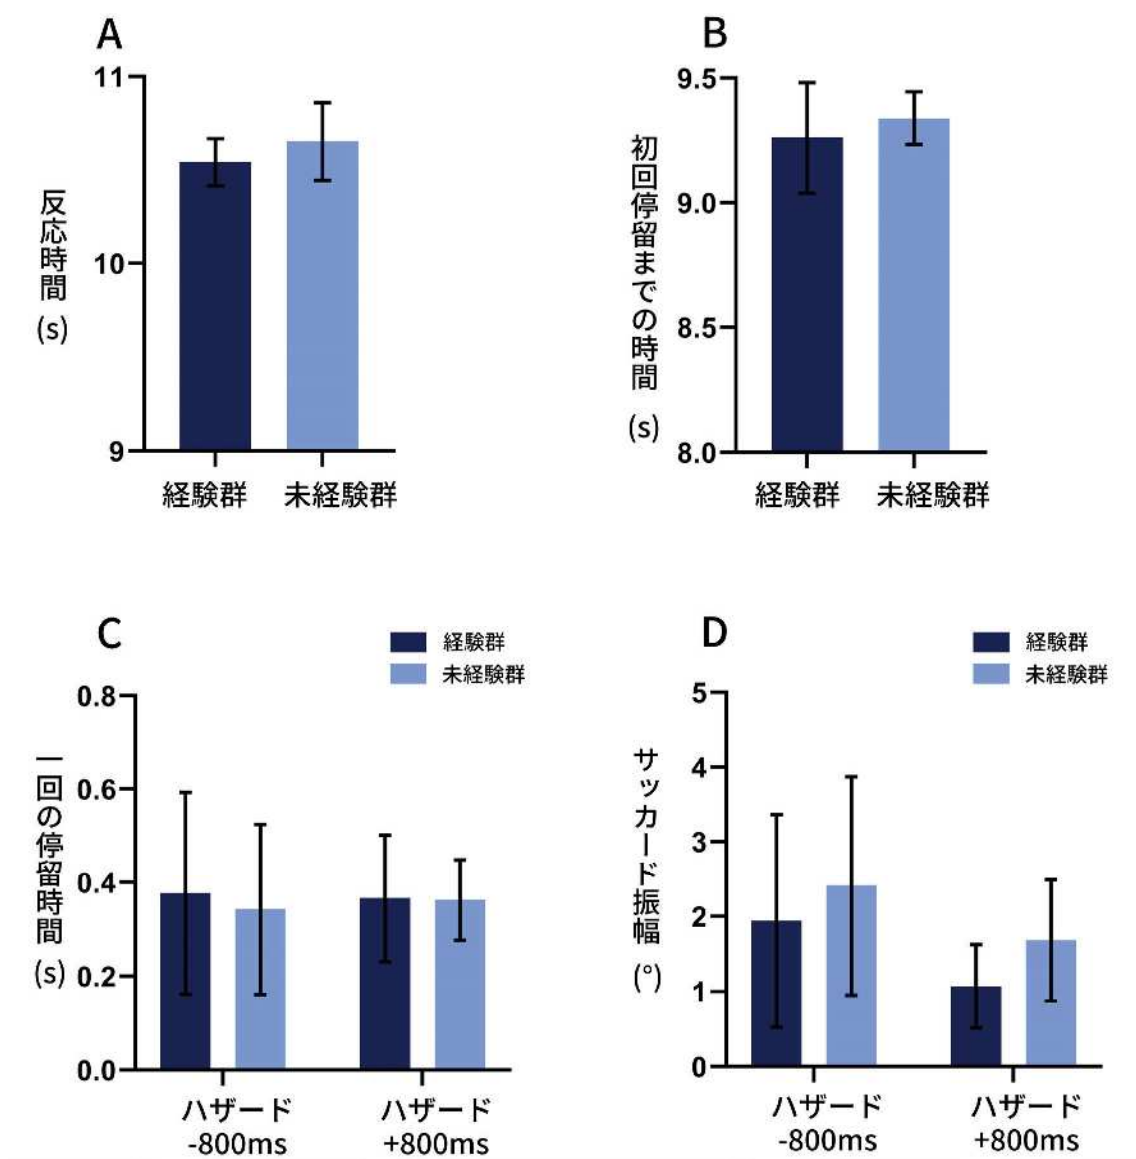 A
反応時間(s)
11
10
9
経験群
未経験群
B
初回停留までの時間(s)
9.5
9.0
8.5
8.0
経験群
未経験群
C
経験群
未経験群
一回の停留時間(s)
0.8
0.6
0.4
0.2
0.0
ハザード
-800ms
ハザード
+800ms
D
経験群
未経験群
サッカード振幅(°)
5
4
3
2
1
0
ハザード
-800ms
ハザード
+800ms